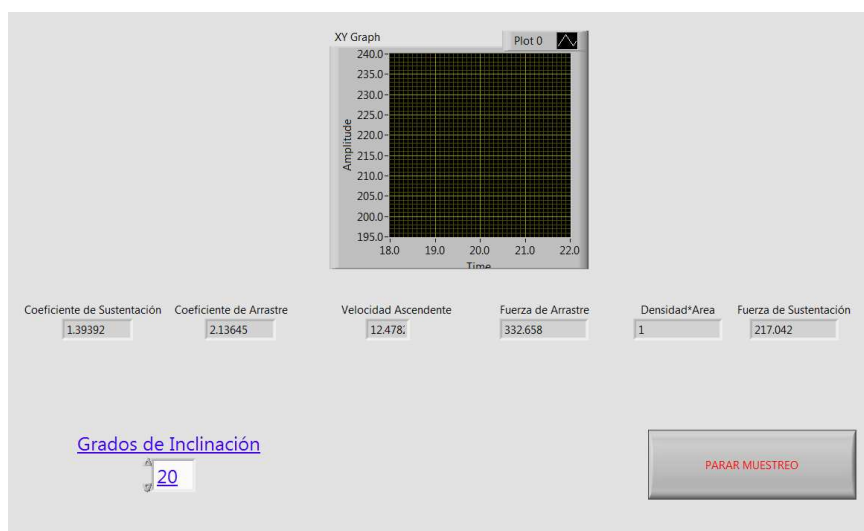 XY Graph
Plot 0
240.0
235.0
230.0
225.0
220.0
215.0
210.0
205.0
200.0
195.0
Amplitude
18.0 19.0 20.0 21.0 22.0
Time
Coeficiente de Sustentación Coeficiente de Arrastre Velocidad Ascendente Fuerza de Arrastre Densidad*Area Fuerza de Sustentación
1.39392 2.13645 12.478 332.658 1 217.042
Grados de Inclinación
20
PARAR MUESTREO